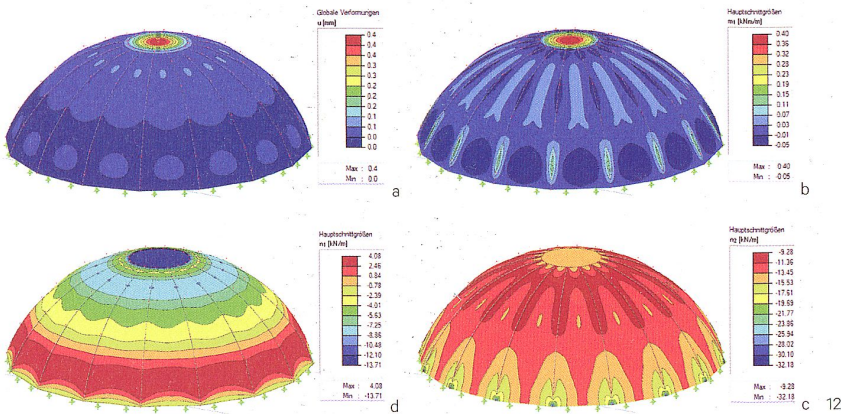 Globale Verformungen
u [mm]
0.4
0.4
0.3
0.3
0.3
0.2
0.2
0.1
0.1
0.1
0.0
0.0
Max : 0.4
Min : 0.0
a
Hauptschnittgrößen
m1 [kNm/m]
0.40
0.36
0.32
0.28
0.23
0.19
0.15
0.11
0.07
0.03
-0.01
-0.05
Max : 0.40
Min : -0.05
b
Hauptschnittgrößen
n1 [kN/m]
4.08
2.46
0.84
-0.78
-2.39
-4.01
-5.63
-7.25
-8.86
-10.48
-12.10
-13.71
Max : 4.08
Min : -13.71
d
Hauptschnittgrößen
n2 [kN/m]
-9.28
-11.36
-13.45
-15.53
-17.61
-19.69
-21.77
-23.86
-25.94
-28.02
-30.10
-32.18
Max : -9.28
Min : -32.18
c 12